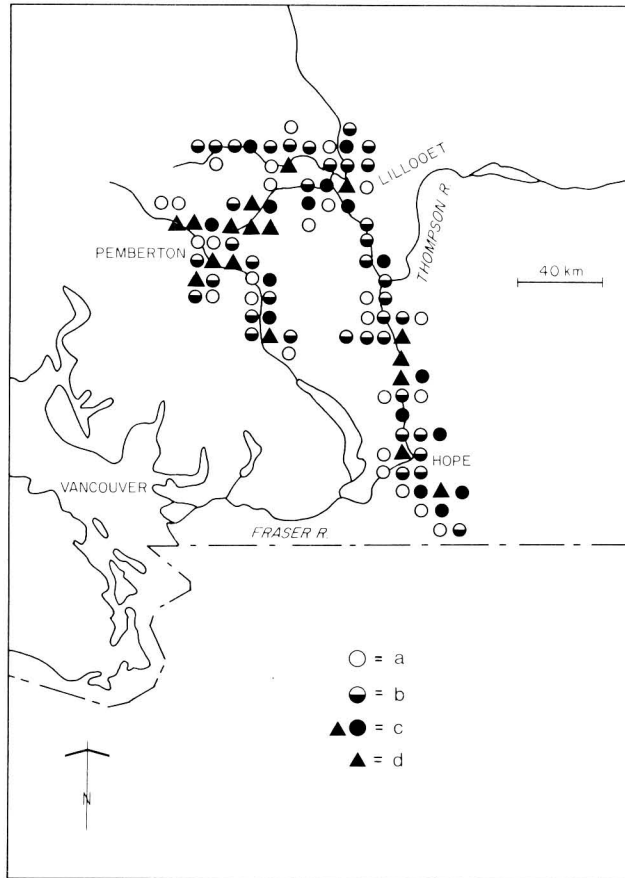 LILLOOET
THOMPSON R.
PEMBERTON
40 km
HOPE
VANCOUVER
FRASER R.
= a
= b
= c
= d
N